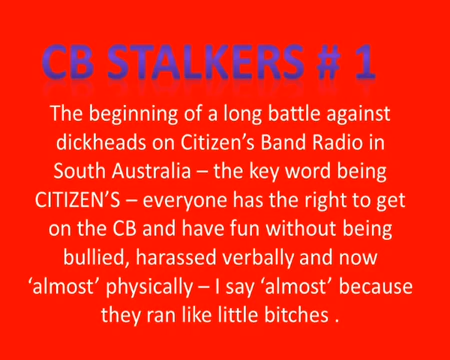 CB STALKERS # 1
The beginning of a long battle against
dickheads on Citizen’s Band Radio in
South Australia – the key word being
CITIZEN’S – everyone has the right to get
on the CB and have fun without being
bullied, harassed verbally and now
‘almost’ physically – I say ‘almost’ because
they ran like little bitches .